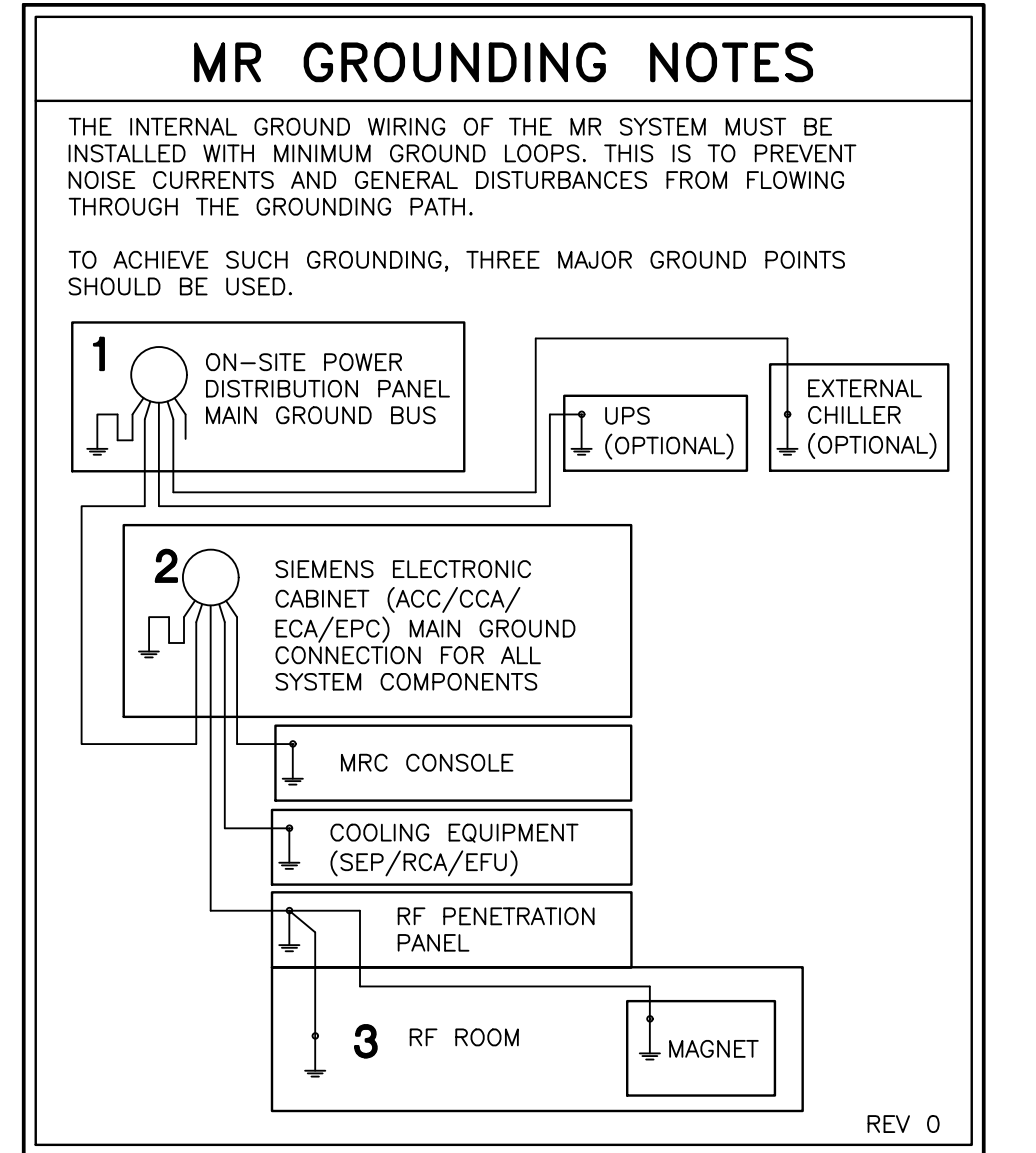 MR GROUNDING NOTES
THE INTERNAL GROUND WIRING OF THE MR SYSTEM MUST BE
INSTALLED WITH MINIMUM GROUND LOOPS. THIS IS TO PREVENT
NOISE CURRENTS AND GENERAL DISTURBANCES FROM FLOWING
THROUGH THE GROUNDING PATH.
TO ACHIEVE SUCH GROUNDING, THREE MAJOR GROUND POINTS
SHOULD BE USED.
1
ON-SITE POWER
DISTRIBUTION PANEL
MAIN GROUND BUS
UPS
(OPTIONAL)
EXTERNAL
CHILLER
(OPTIONAL)
2
SIEMENS ELECTRONIC
CABINET (ACC/CCA/
ECA/EPC) MAIN GROUND
CONNECTION FOR ALL
SYSTEM COMPONENTS
MRC CONSOLE
COOLING EQUIPMENT
(SEP/RCA/EFU)
RF PENETRATION
PANEL
3
RF ROOM
MAGNET
REV 0